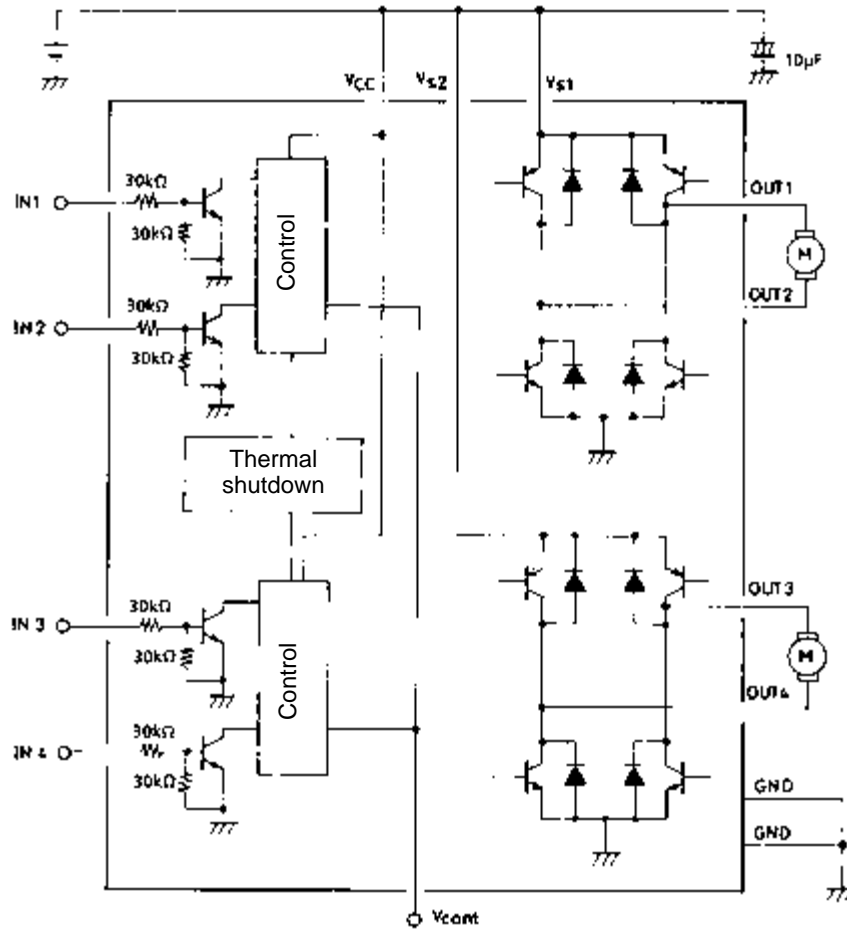 10μF
VCC
VS2
VS1
30kΩ
IN1
30kΩ
Control
OUT1
M
30kΩ
OUT2
IN2
30kΩ
Thermal
shutdown
30kΩ
OUT3
IN3
30kΩ
Control
M
30kΩ
OUT4
IN4
30kΩ
GND
GND
Vcont